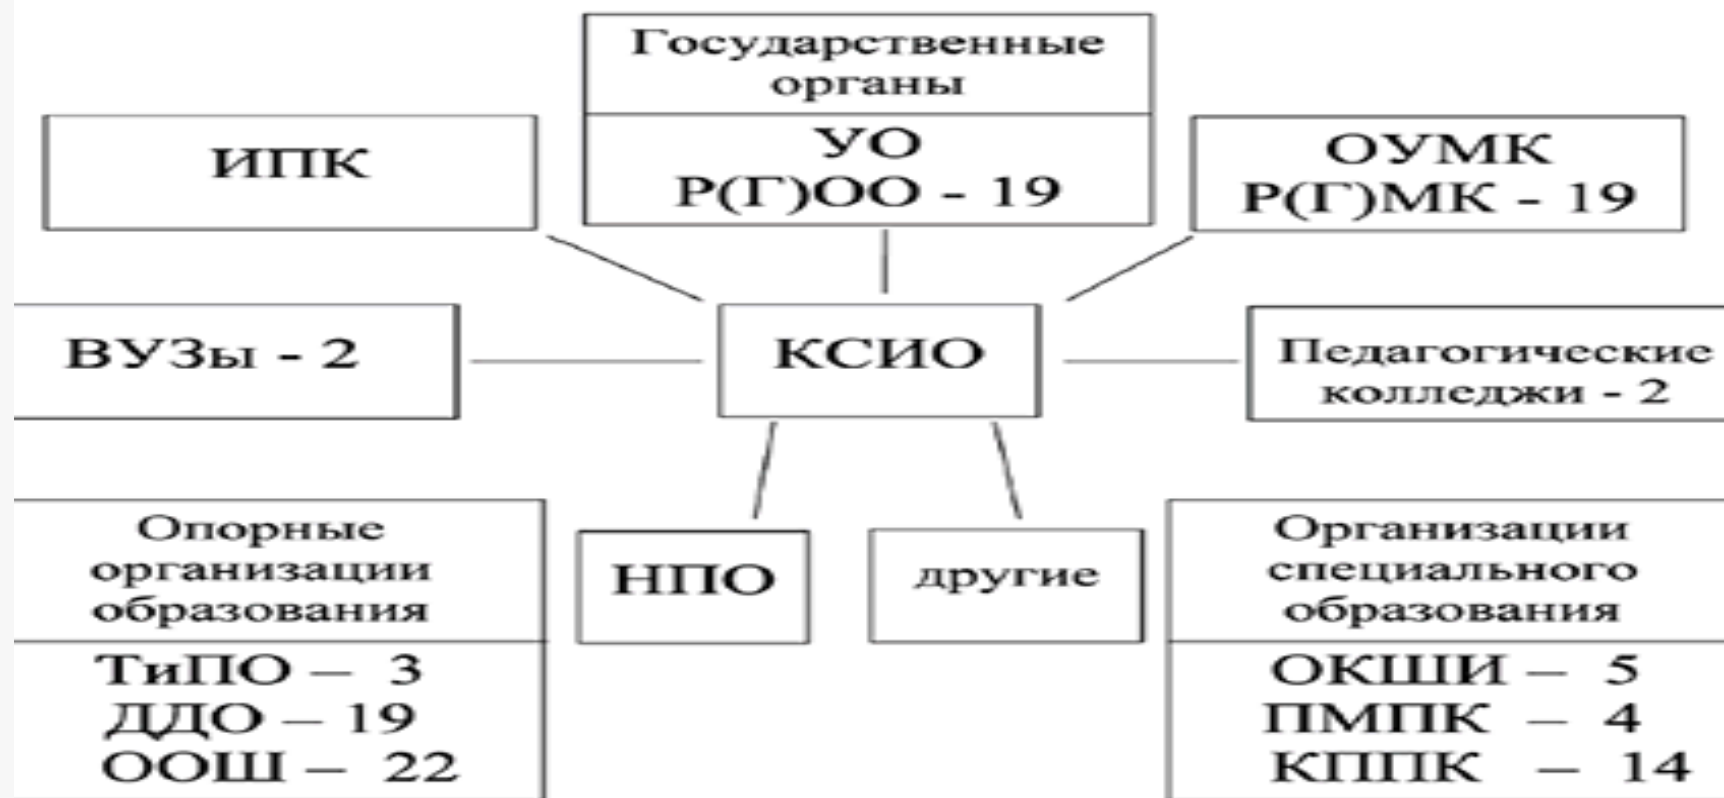 Государственные
органы
УО
Р(Г)ОО - 19
ИПК
ОУМК
Р(Г)МК - 19
ВУЗы - 2
КСИО
Педагогические
колледжи - 2
Опорные
организации
образования
ТиПО – 3
ДДО – 19
ООШ – 22
НПО
другие
Организации
специального
образования
ОКШИ – 5
ПМПК – 4
КППК – 14